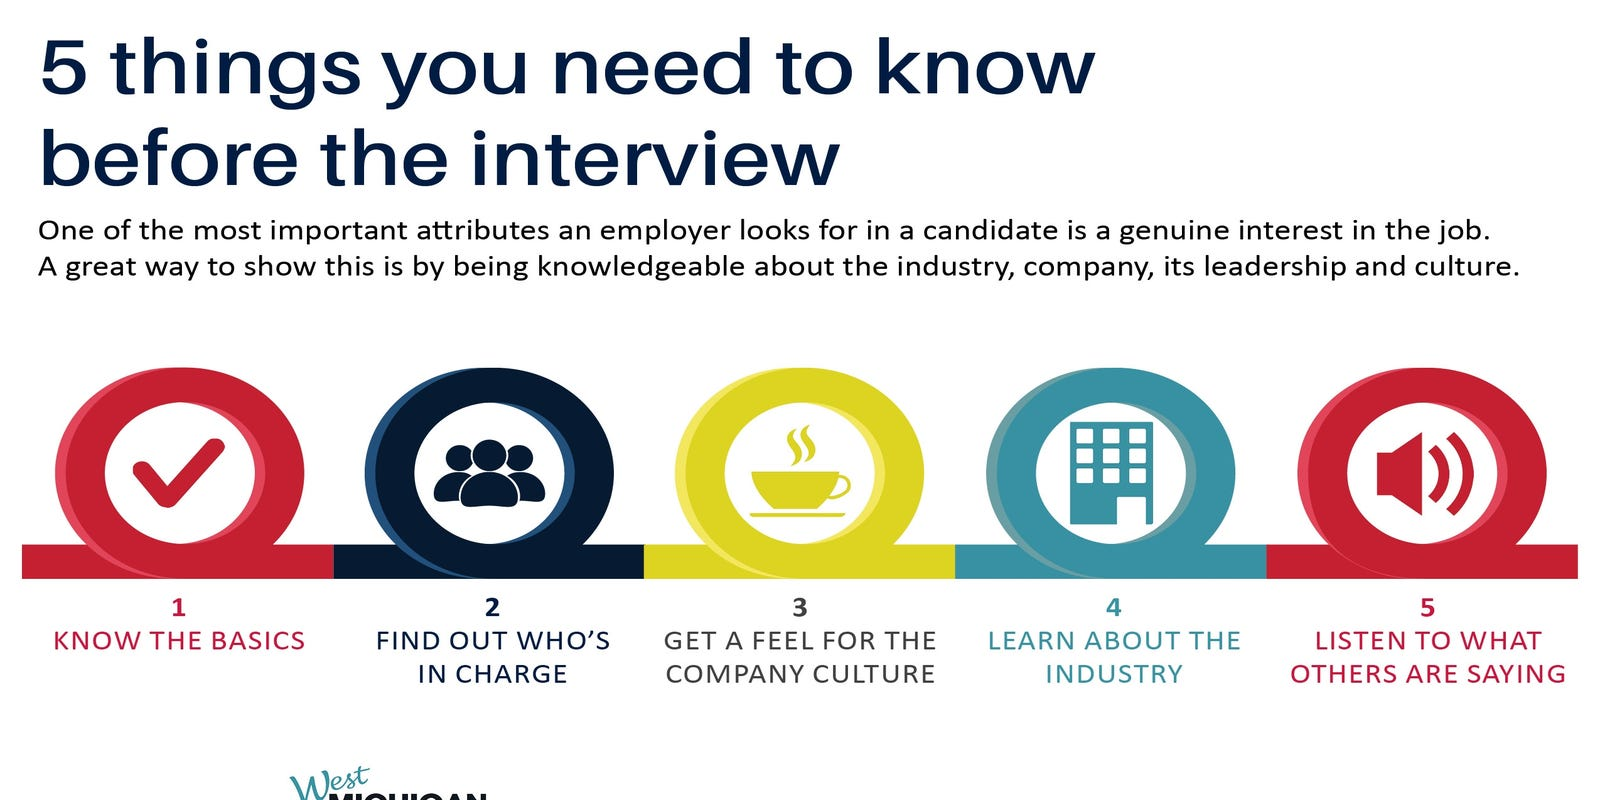 5 things you need to know
before the interview
One of the most important attributes an employer looks for in a candidate is a genuine interest in the job.
A great way to show this is by being knowledgeable about the industry, company, its leadership and culture.
1
KNOW THE BASICS
2
FIND OUT WHO’S
IN CHARGE
3
GET A FEEL FOR THE
COMPANY CULTURE
4
LEARN ABOUT THE
INDUSTRY
5
LISTEN TO WHAT
OTHERS ARE SAYING
West
MICHIGAN